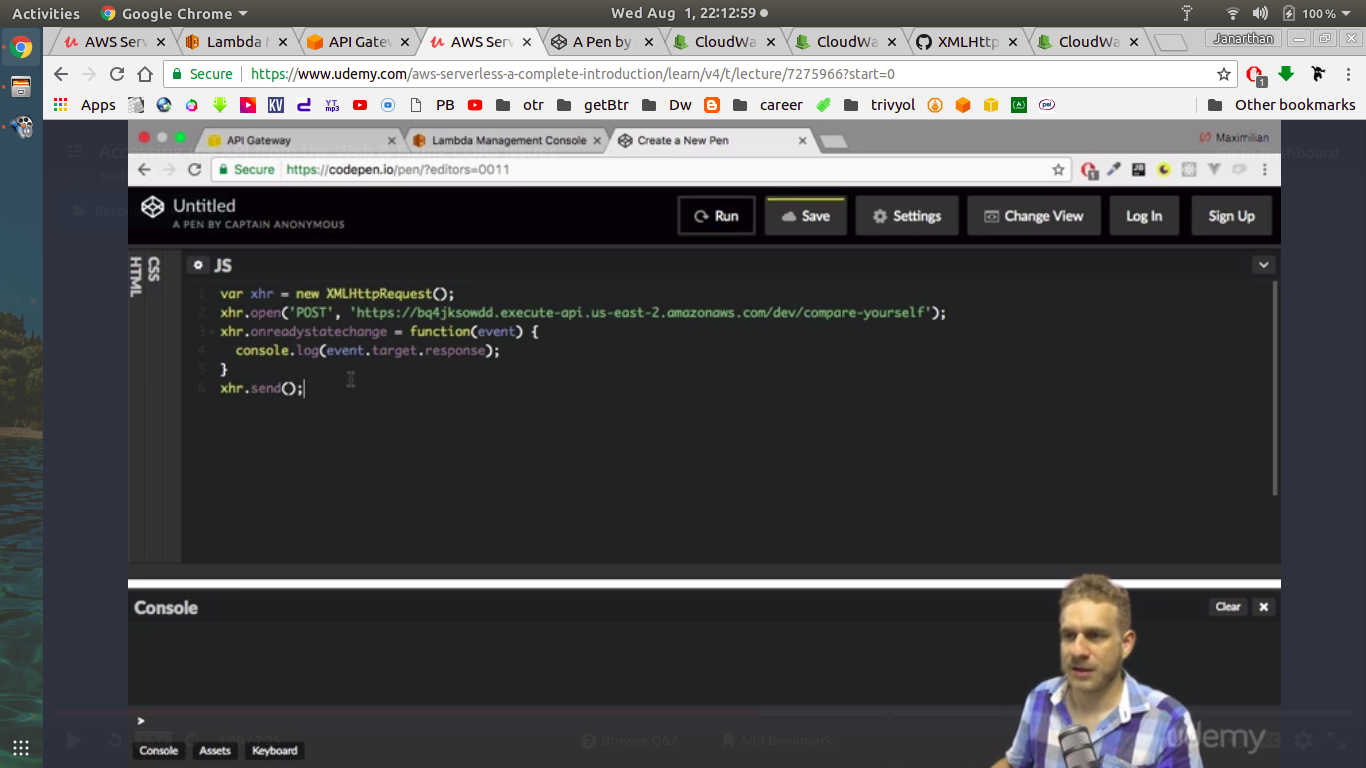 Activities Google Chrome Wed Aug 1, 22:12:59 100%
AWS Serv Lambda M API Gatew AWS Serv A Pen by CloudWa CloudWa XMLHttp CloudWa Janarthan
Secure https://www.udemy.com/aws-serverless-a-complete-introduction/learn/v4/t/lecture/7275966?start=0 1
Apps KV YT mp3 PB otr getBtr Dw career trivyol Other bookmarks
API Gateway Lambda Management Console Create a New Pen Maximilian
Secure https://codepen.io/pen/?editors=0011
Untitled
A PEN BY CAPTAIN ANONYMOUS
Run Save Settings Change View Log In Sign Up
HTML
CSS
JS
1 var xhr = new XMLHttpRequest();
2 xhr.open('POST', 'https://bq4jksowdd.execute-api.us-east-2.amazonaws.com/dev/compare-yourself');
3 xhr.onreadystatechange = function(event) {
4 console.log(event.target.response);
5 }
6 xhr.send();
Console
Clear
>
Browse Q&A Add Bookmark
Console Assets Keyboard
udemy